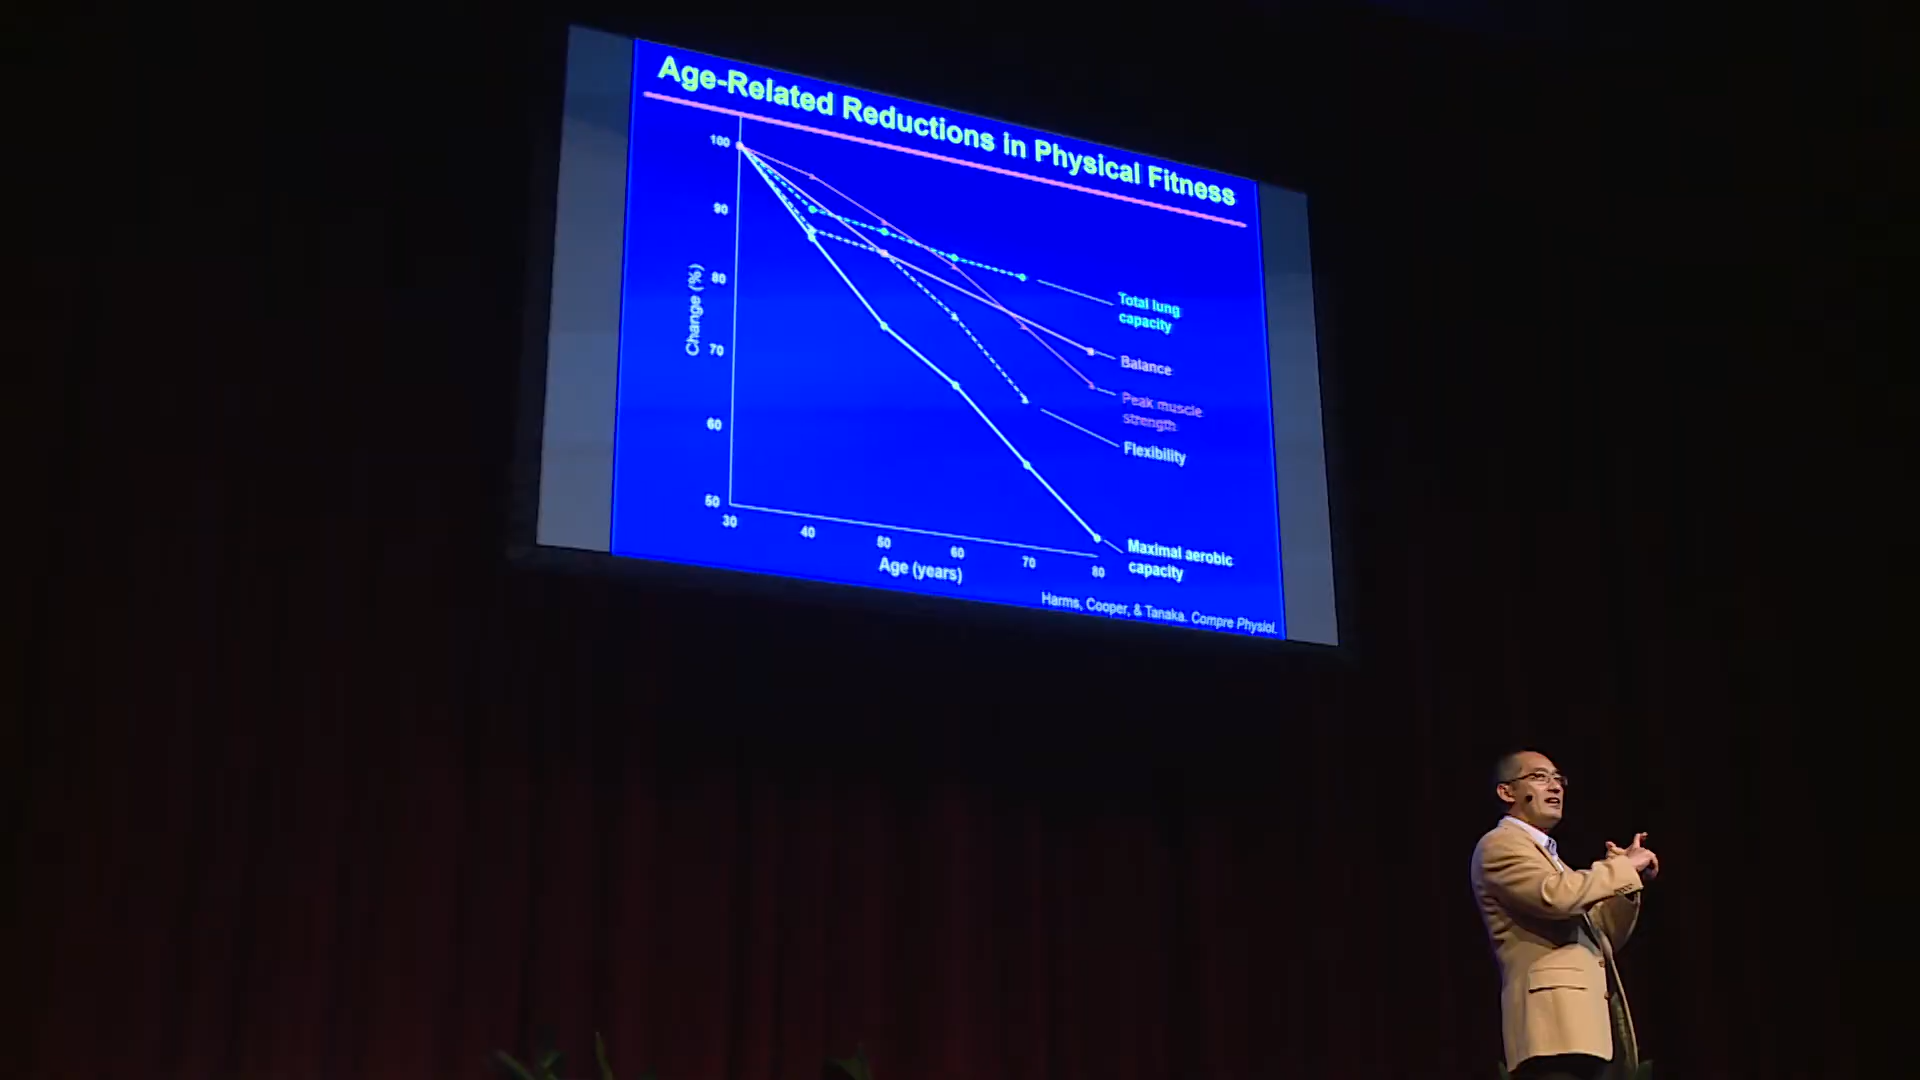 Age-Related Reductions in Physical Fitness
100
90
80
70
60
50
Change (%)
30
40
50
60
70
80
Age (years)
Total lung
capacity
Balance
Peak muscle
strength
Flexibility
Maximal aerobic
capacity
Harms, Cooper, & Tanaka. Compre Physiol.